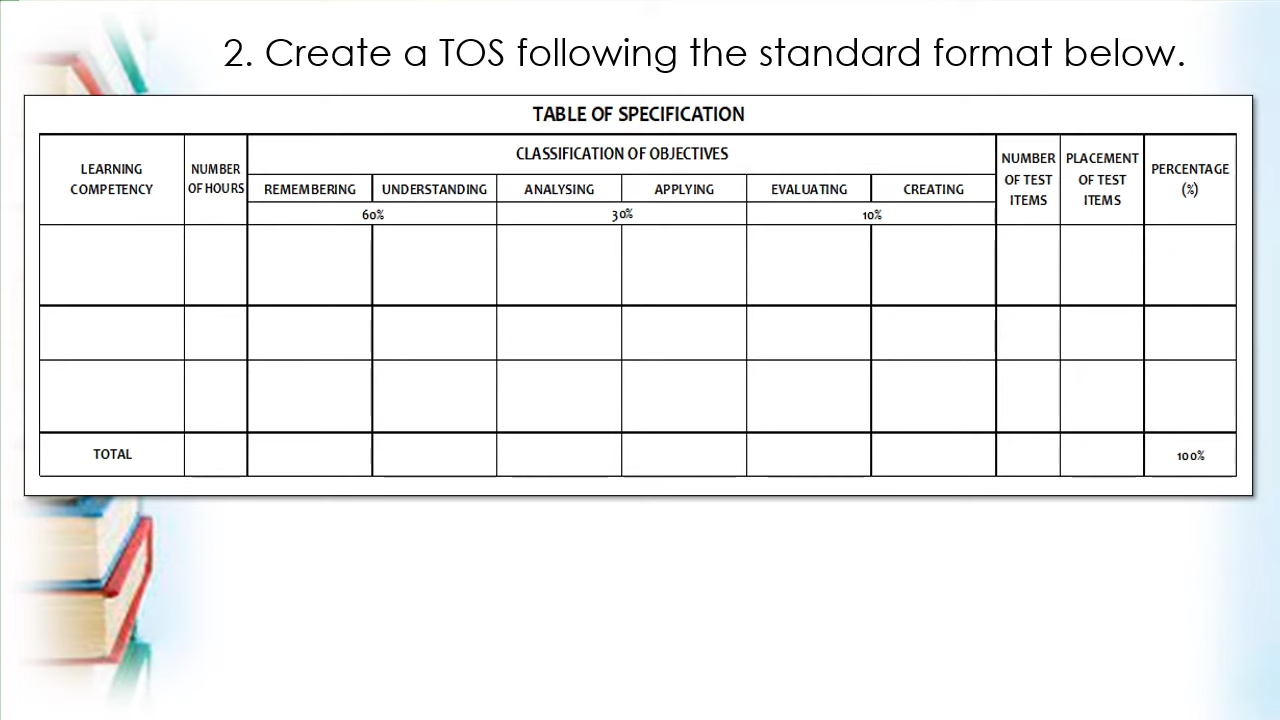 2. Create a TOS following the standard format below.
TABLE OF SPECIFICATION
LEARNING
COMPETENCY
NUMBER
OF HOURS
CLASSIFICATION OF OBJECTIVES
REMEMBERING UNDERSTANDING ANALYSING APPLYING EVALUATING CREATING
60% 30% 10%
NUMBER
OF TEST
ITEMS
PLACEMENT
OF TEST
ITEMS
PERCENTAGE
(%)
TOTAL 100%